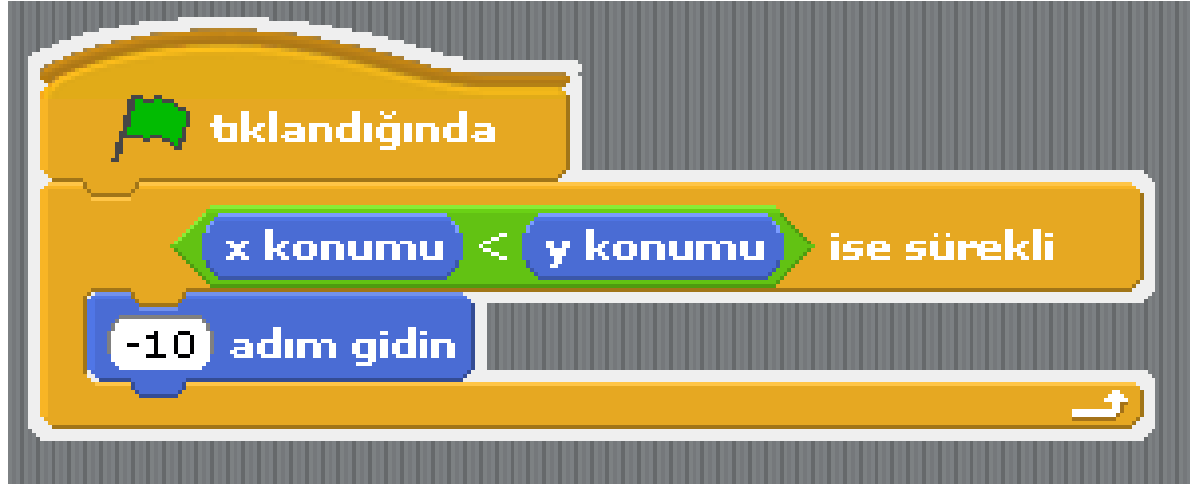 tıklandığında
x konumu < y konumu ise sürekli
-10 adım gidin